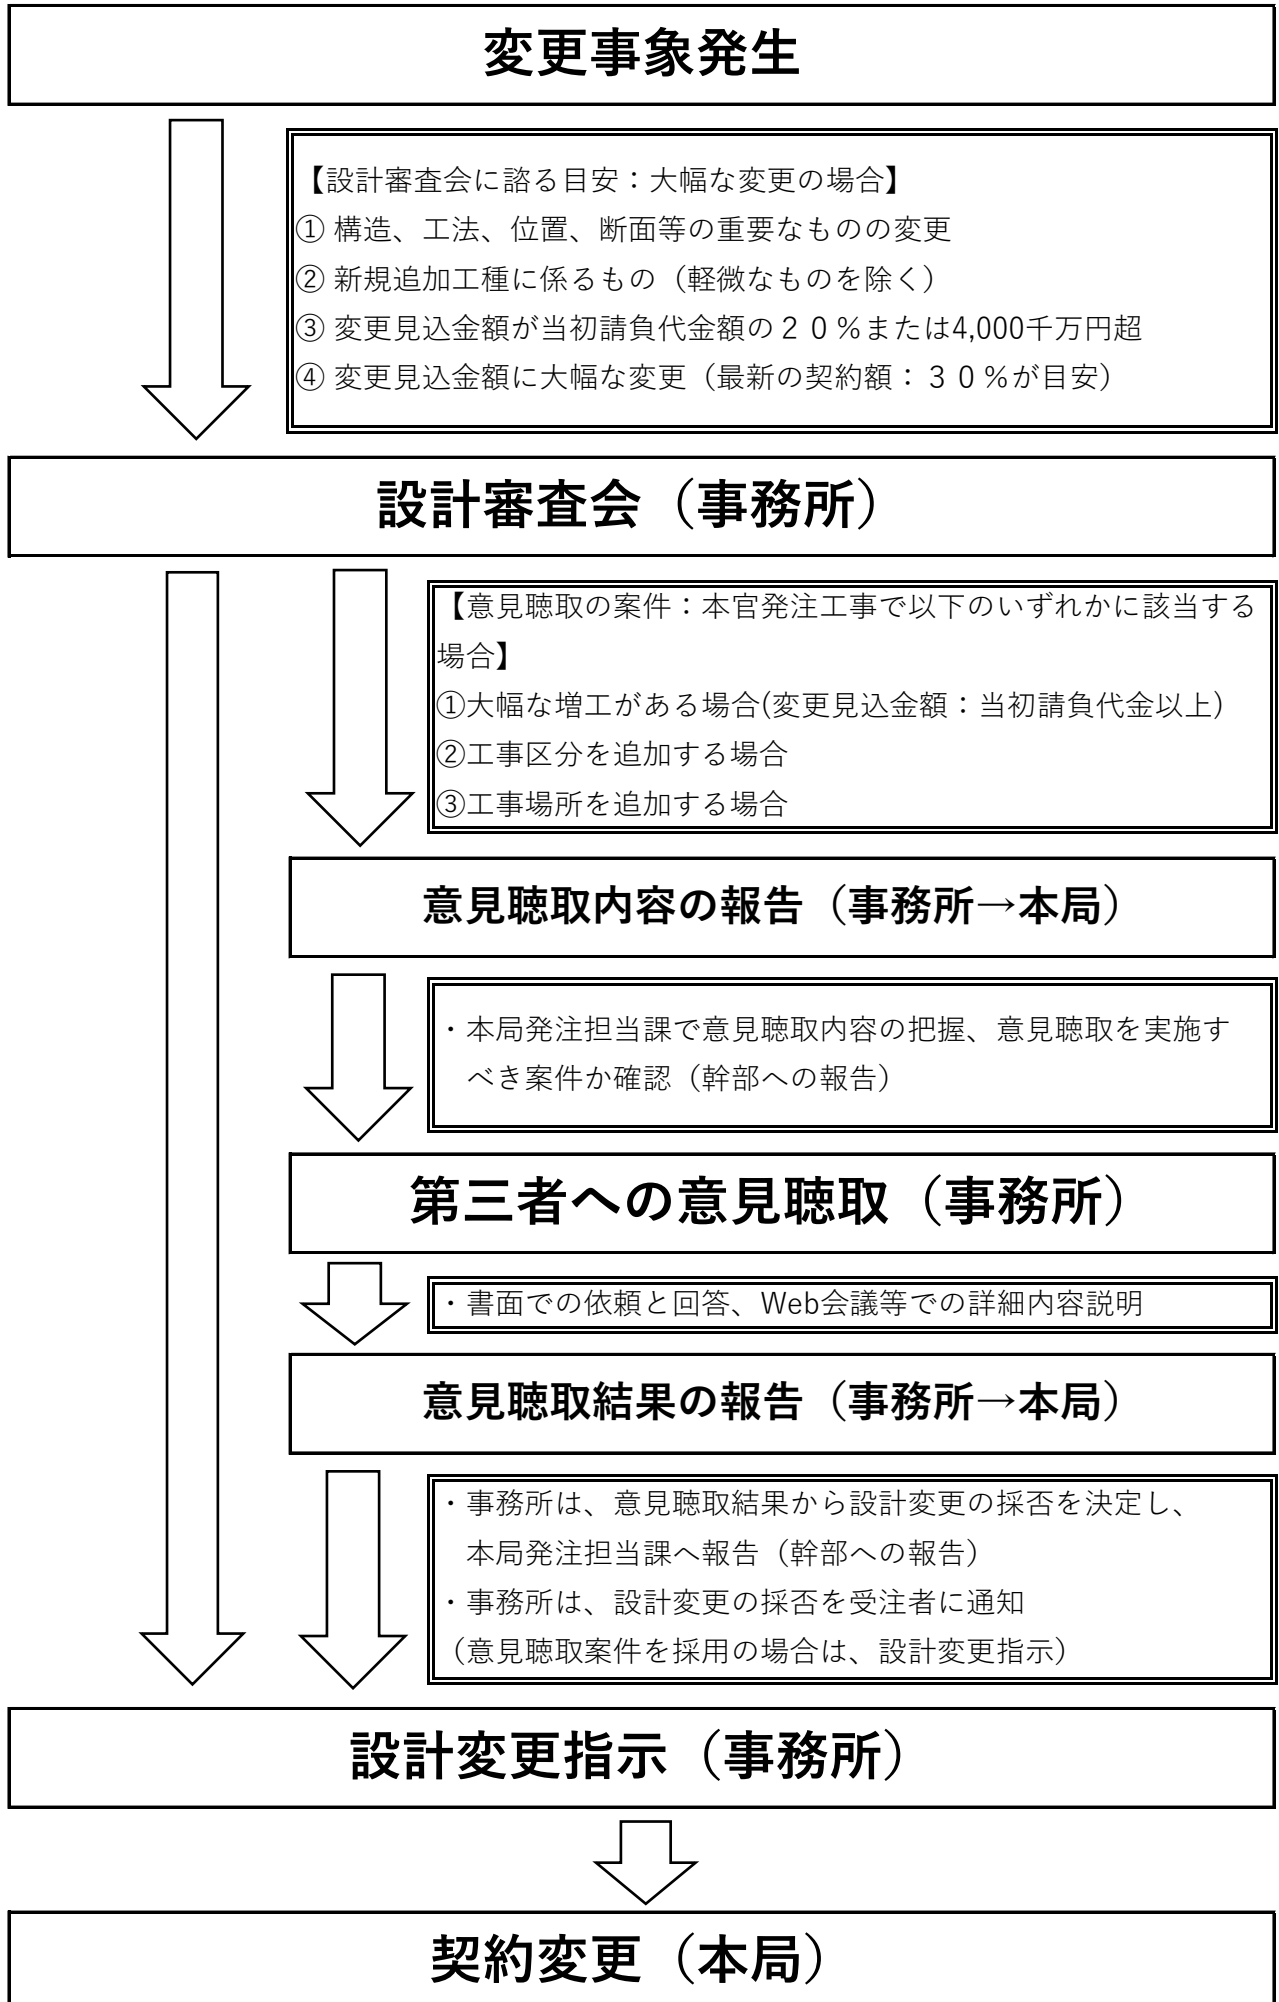 変更事象発生
【設計審査会に諮る目安：大幅な変更の場合】
① 構造、工法、位置、断面等の重要なものの変更
② 新規追加工種に係るもの（軽微なものを除く）
③ 変更見込金額が当初請負代金額の２０％または4,000千万円超
④ 変更見込金額に大幅な変更（最新の契約額：３０％が目安）
設計審査会（事務所）
【意見聴取の案件：本官発注工事で以下のいずれかに該当する
場合】
①大幅な増工がある場合(変更見込金額：当初請負代金以上）
②工事区分を追加する場合
③工事場所を追加する場合
意見聴取内容の報告（事務所→本局）
・本局発注担当課で意見聴取内容の把握、意見聴取を実施す
べき案件か確認（幹部への報告）
第三者への意見聴取（事務所）
・書面での依頼と回答、Web会議等での詳細内容説明
意見聴取結果の報告（事務所→本局）
・事務所は、意見聴取結果から設計変更の採否を決定し、
本局発注担当課へ報告（幹部への報告）
・事務所は、設計変更の採否を受注者に通知
（意見聴取案件を採用の場合は、設計変更指示）
設計変更指示（事務所）
契約変更（本局）